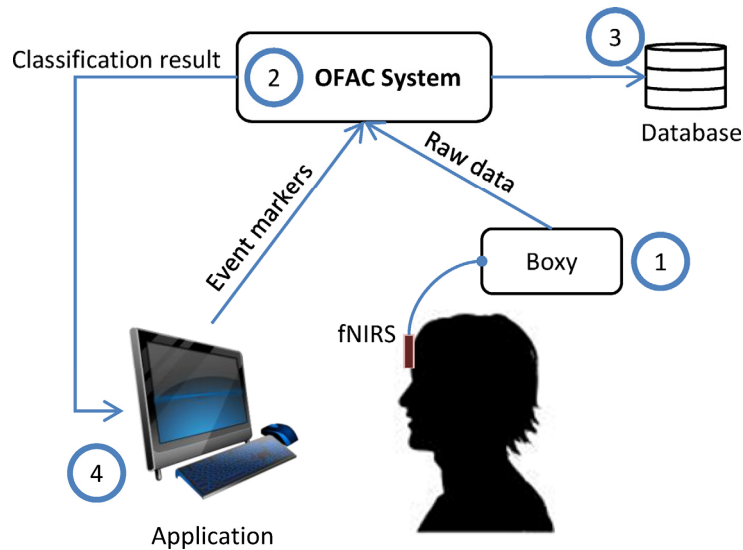 3
Classification result
2 OFAC System
Database
Event markers
Raw data
Boxy
1
fNIRS
4
Application